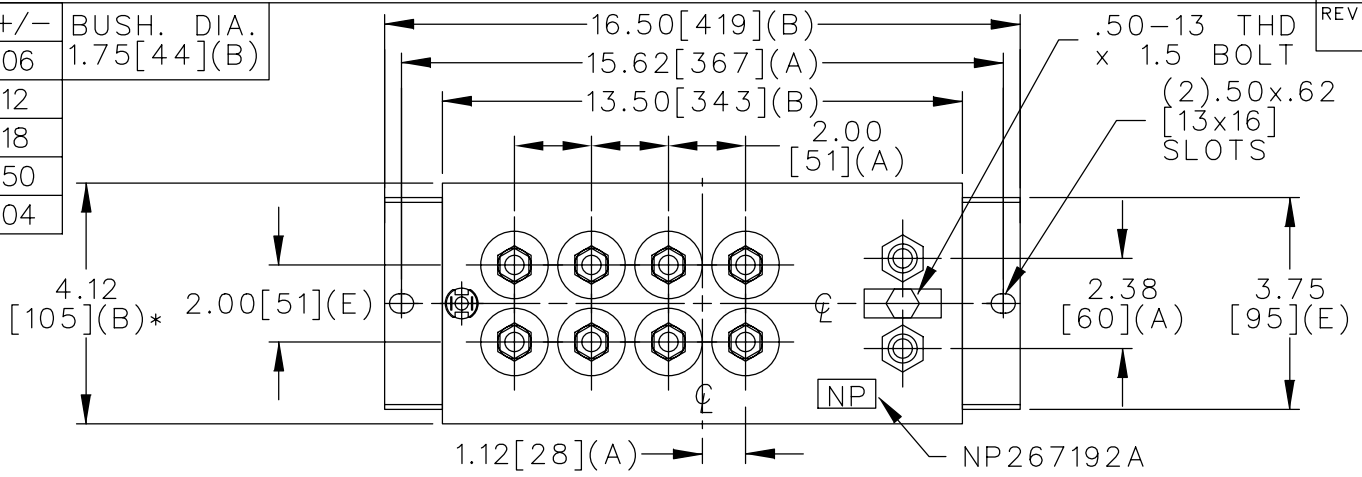 +/-
06
12
18
50
04
BUSH. DIA.
1.75[44](B)
16.50[419](B)
15.62[367](A)
13.50[343](B)
2.00
[51](A)
.50-13 THD
x 1.5 BOLT
(2).50x.62
[13x16]
SLOTS
REV
4.12
[105](B)*
2.00[51](E)
2.38
[60](A)
3.75
[95](E)
℄
℄
NP
1.12[28](A)
NP267192A